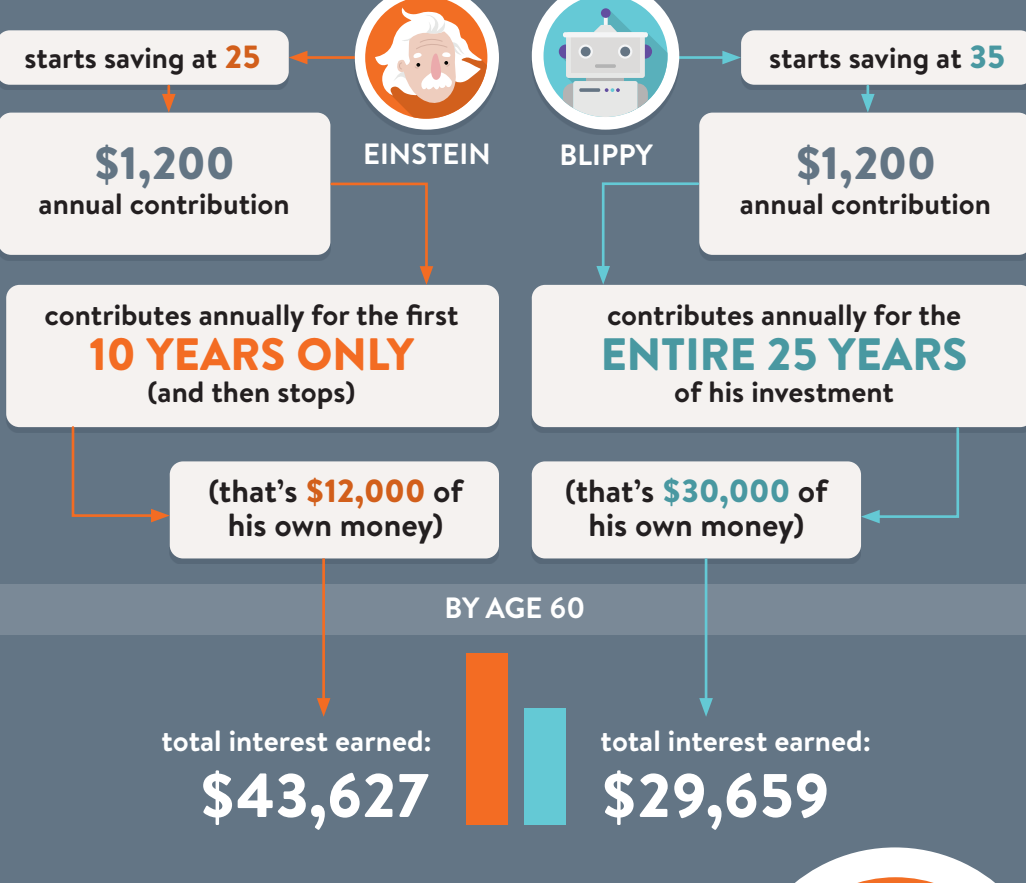 starts saving at 25
EINSTEIN
$1,200
annual contribution
contributes annually for the first
10 YEARS ONLY
(and then stops)
(that's $12,000 of
his own money)
BLIPPY
starts saving at 35
$1,200
annual contribution
contributes annually for the
ENTIRE 25 YEARS
of his investment
(that's $30,000 of
his own money)
BY AGE 60
total interest earned:
$43,627
total interest earned:
$29,659